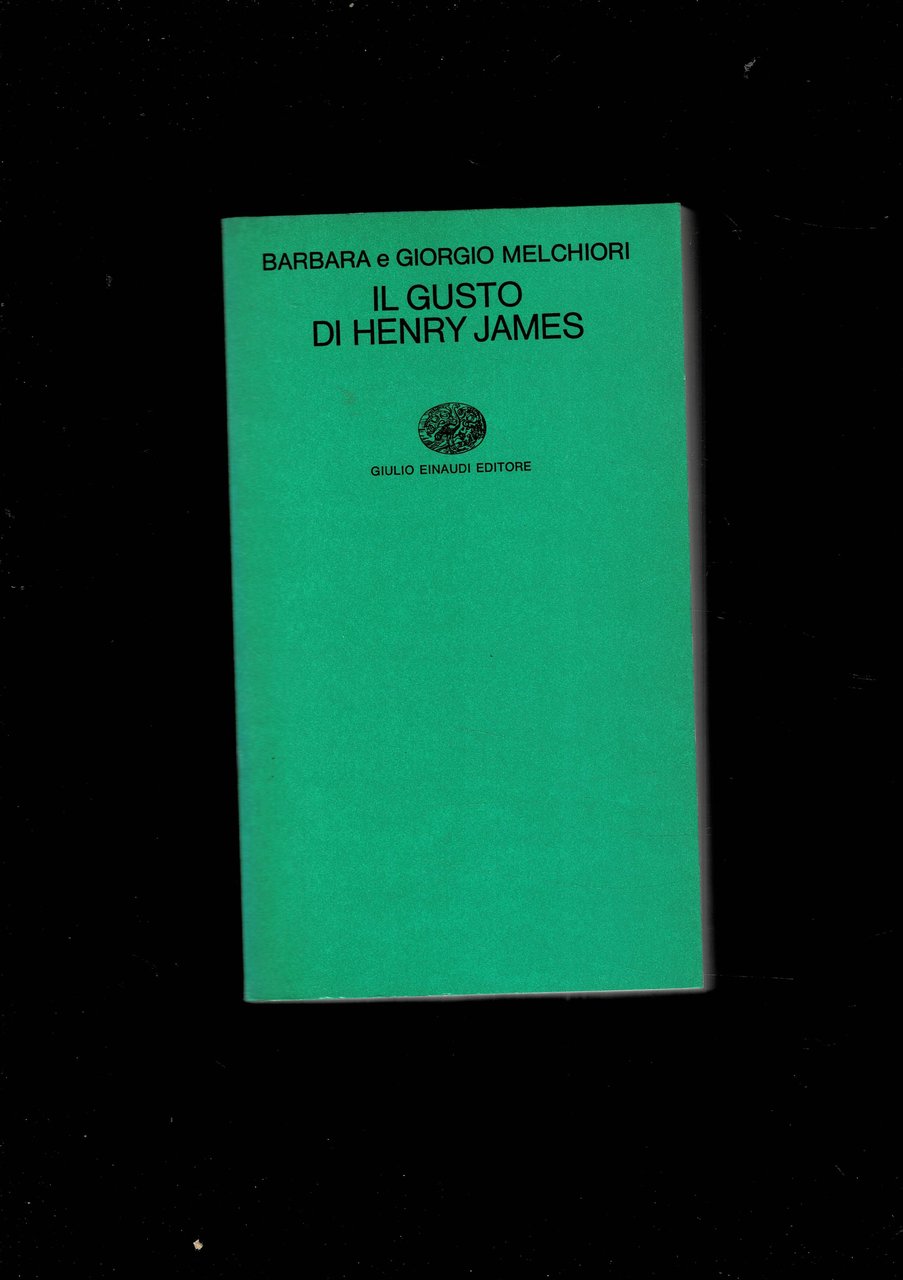 BARBARA e GIORGIO MELCHIORI
IL GUSTO
DI HENRY JAMES
GIULIO EINAUDI EDITORE